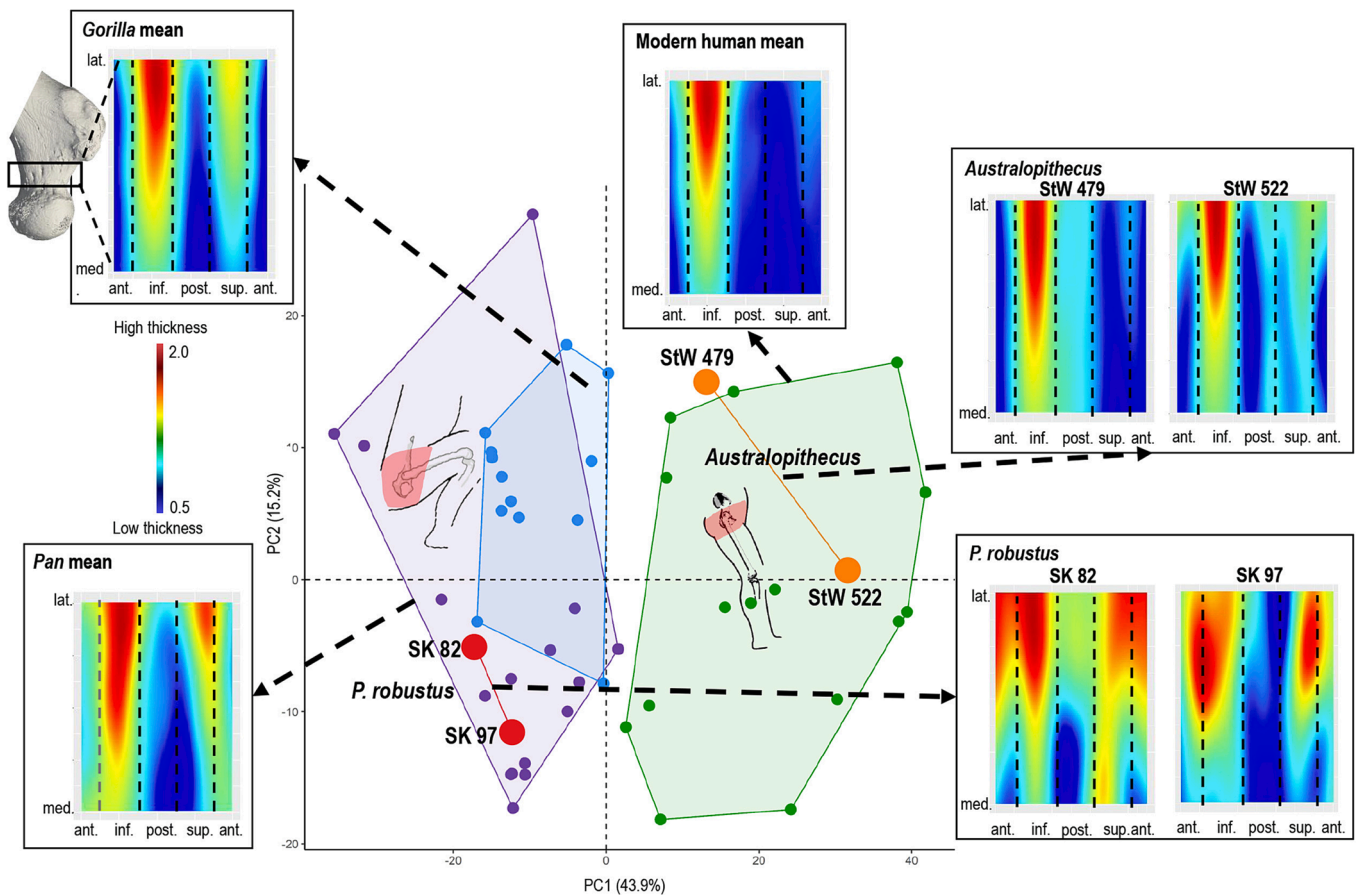 Gorilla mean
lat.
med
.
ant. inf. post. sup. ant.
High thickness
2.0
0.5
Low thickness
Pan mean
lat.
med.
ant. inf. post. sup. ant.
Modern human mean
lat.
med.
ant. inf. post. sup. ant.
Australopithecus
StW 479 StW 522
lat.
med.
ant. inf. post. sup. ant. ant. inf. post. sup. ant.
P. robustus
SK 82 SK 97
lat.
med.
ant. inf. post. sup.ant. ant. inf. post. sup. ant.
StW 479
Australopithecus
StW 522
SK 82
P. robustus
SK 97
PC2 (15.2%)
20
10
0
-10
-20
-20 0 20 40
PC1 (43.9%)